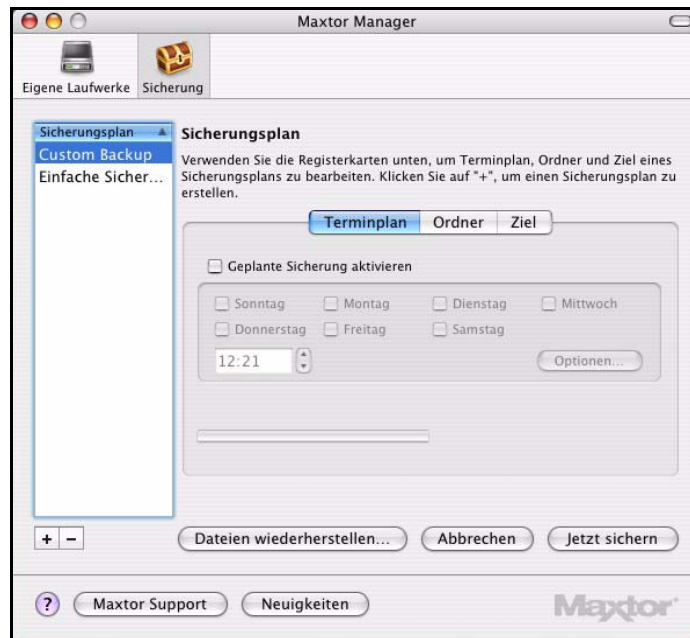 Maxtor Manager
Eigene Laufwerke
Sicherung
Sicherungsplan
Custom Backup
Einfache Sicher...
Sicherungsplan
Verwenden Sie die Registerkarten unten, um Terminplan, Ordner und Ziel eines
Sicherungsplans zu bearbeiten. Klicken Sie auf "+", um einen Sicherungsplan zu
erstellen.
Terminplan Ordner Ziel
Geplante Sicherung aktivieren
Sonntag Montag Dienstag Mittwoch
Donnerstag Freitag Samstag
12:21 Optionen...
+ −
Dateien wiederherstellen... Abbrechen Jetzt sichern
? Maxtor Support Neuigkeiten Maxtor